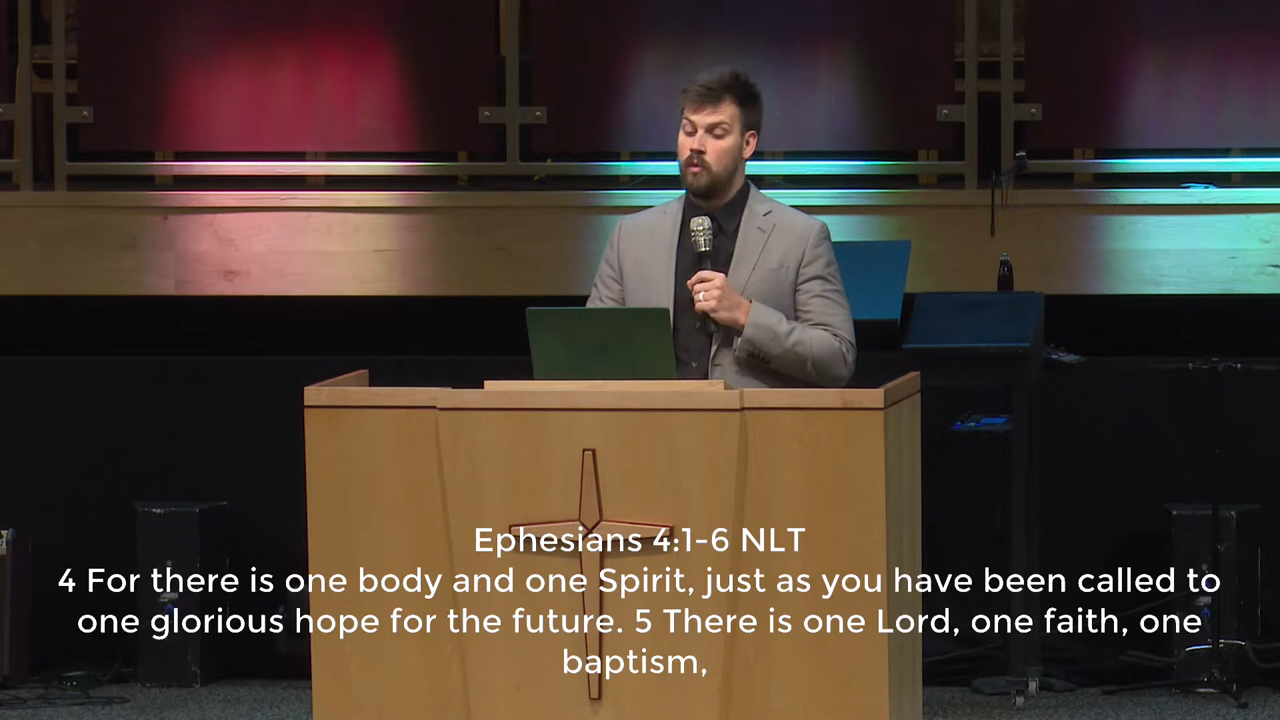 Ephesians 4:1-6 NLT
4 For there is one body and one Spirit, just as you have been called to
one glorious hope for the future. 5 There is one Lord, one faith, one
baptism,